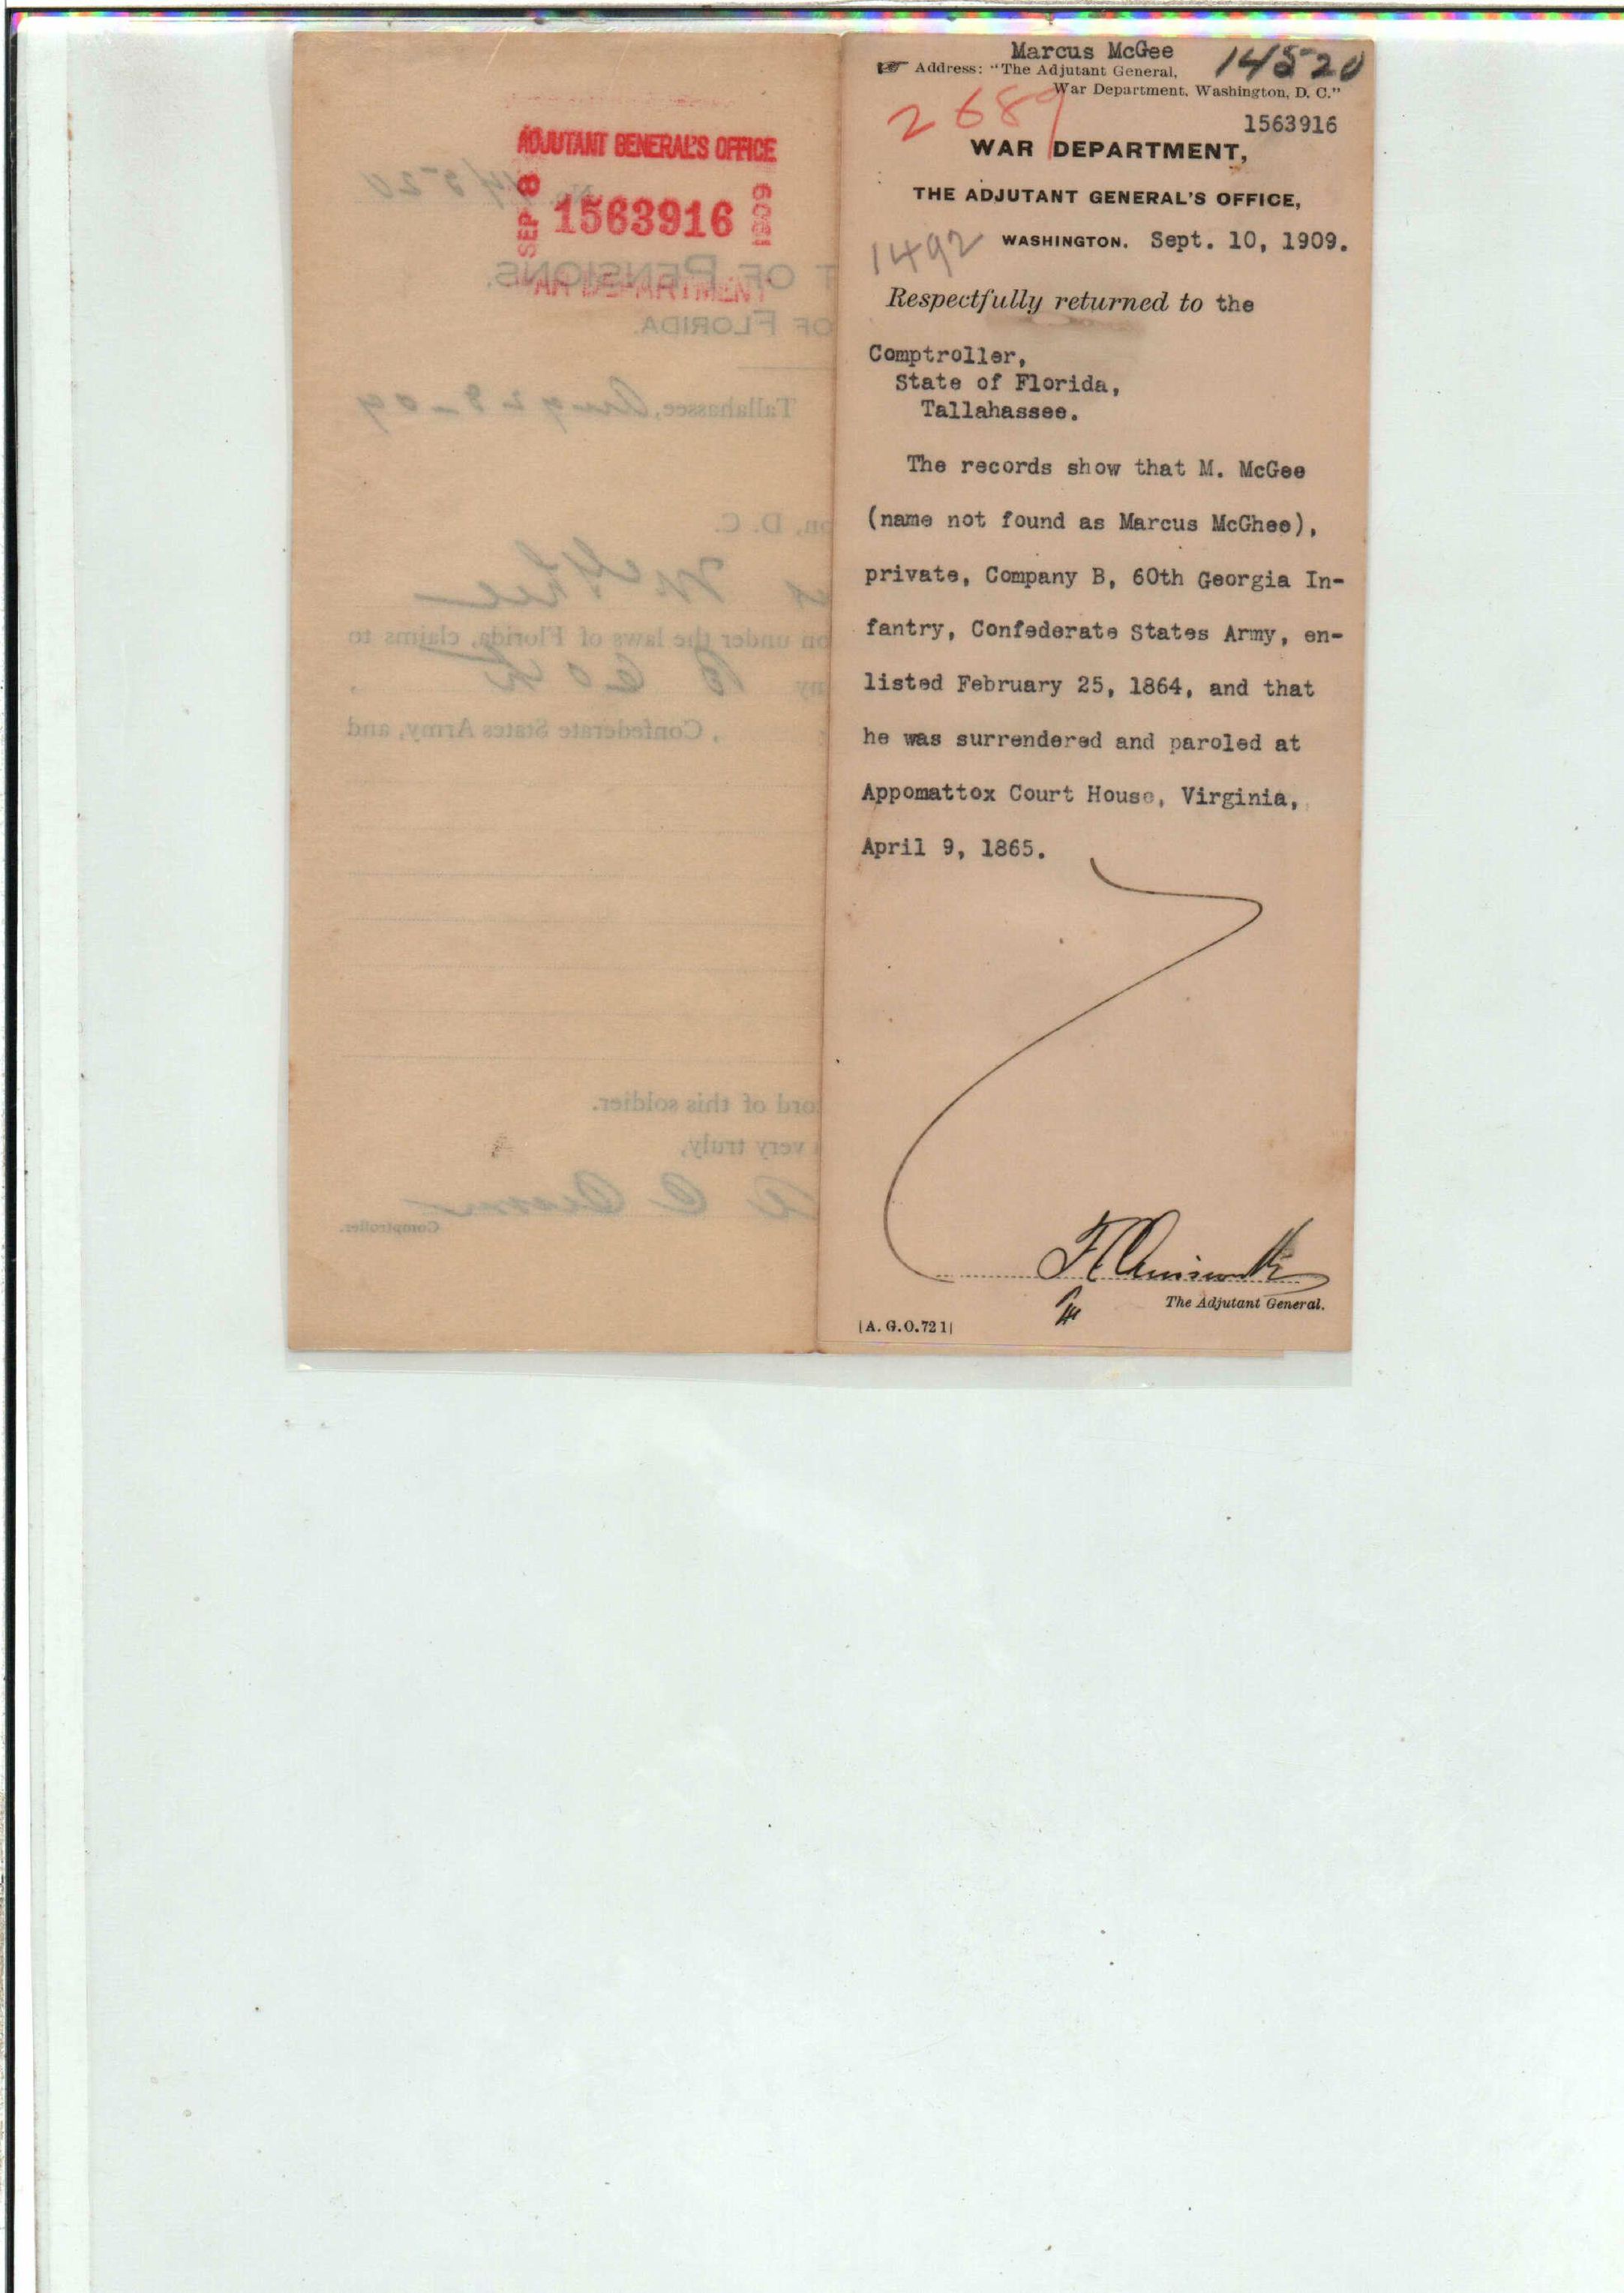 ADJUTANT GENERAL'S OFFICE
SEP 8 1563916 1909
WAR DEPARTMENT
Marcus McGee
14520
Address: "The Adjutant General,
War Department, Washington, D. C."
2689
1563916
WAR DEPARTMENT,
THE ADJUTANT GENERAL'S OFFICE,
1492
WASHINGTON. Sept. 10, 1909.
Respectfully returned to the
Comptroller,
State of Florida,
Tallahassee.
The records show that M. McGee
(name not found as Marcus McGhee),
private, Company B, 60th Georgia In-
fantry, Confederate States Army, en-
listed February 25, 1864, and that
he was surrendered and paroled at
Appomattox Court House, Virginia,
April 9, 1865.
F C Ainsworth
The Adjutant General.
[A. G. O. 721]